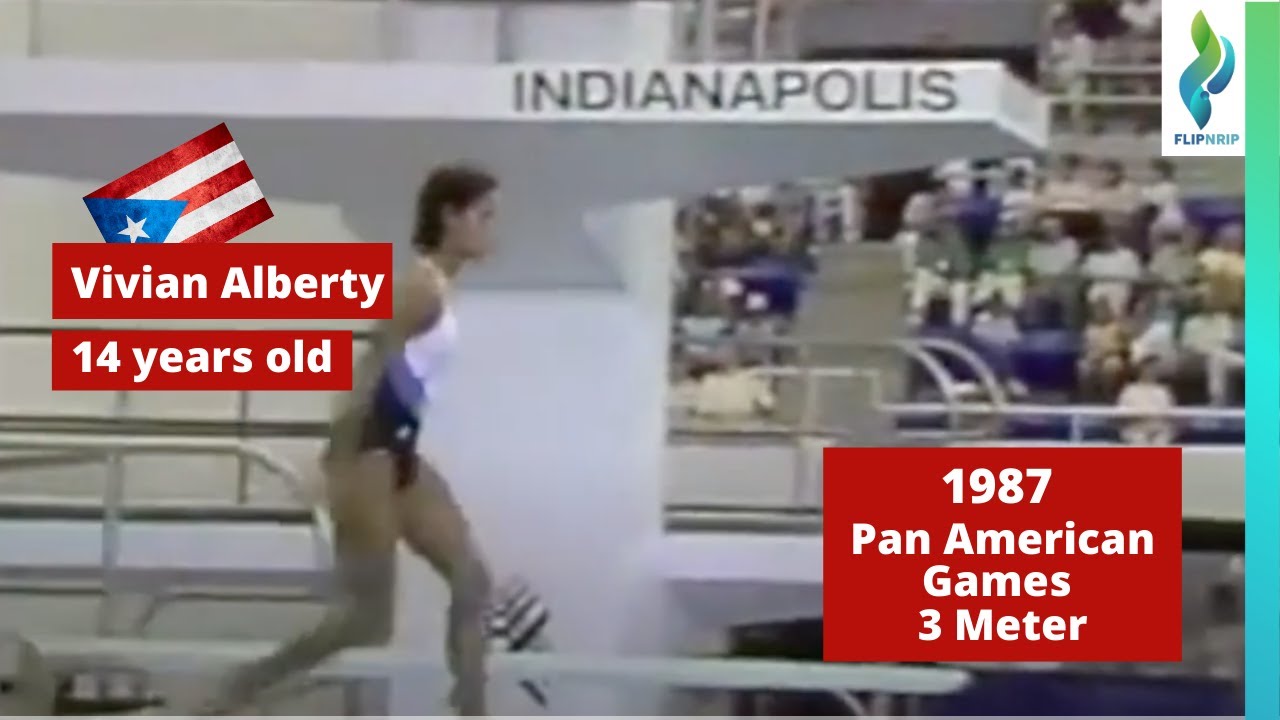 INDIANAPOLIS
FLIPNRIP
Vivian Alberty
14 years old
1987
Pan American
Games
3 Meter